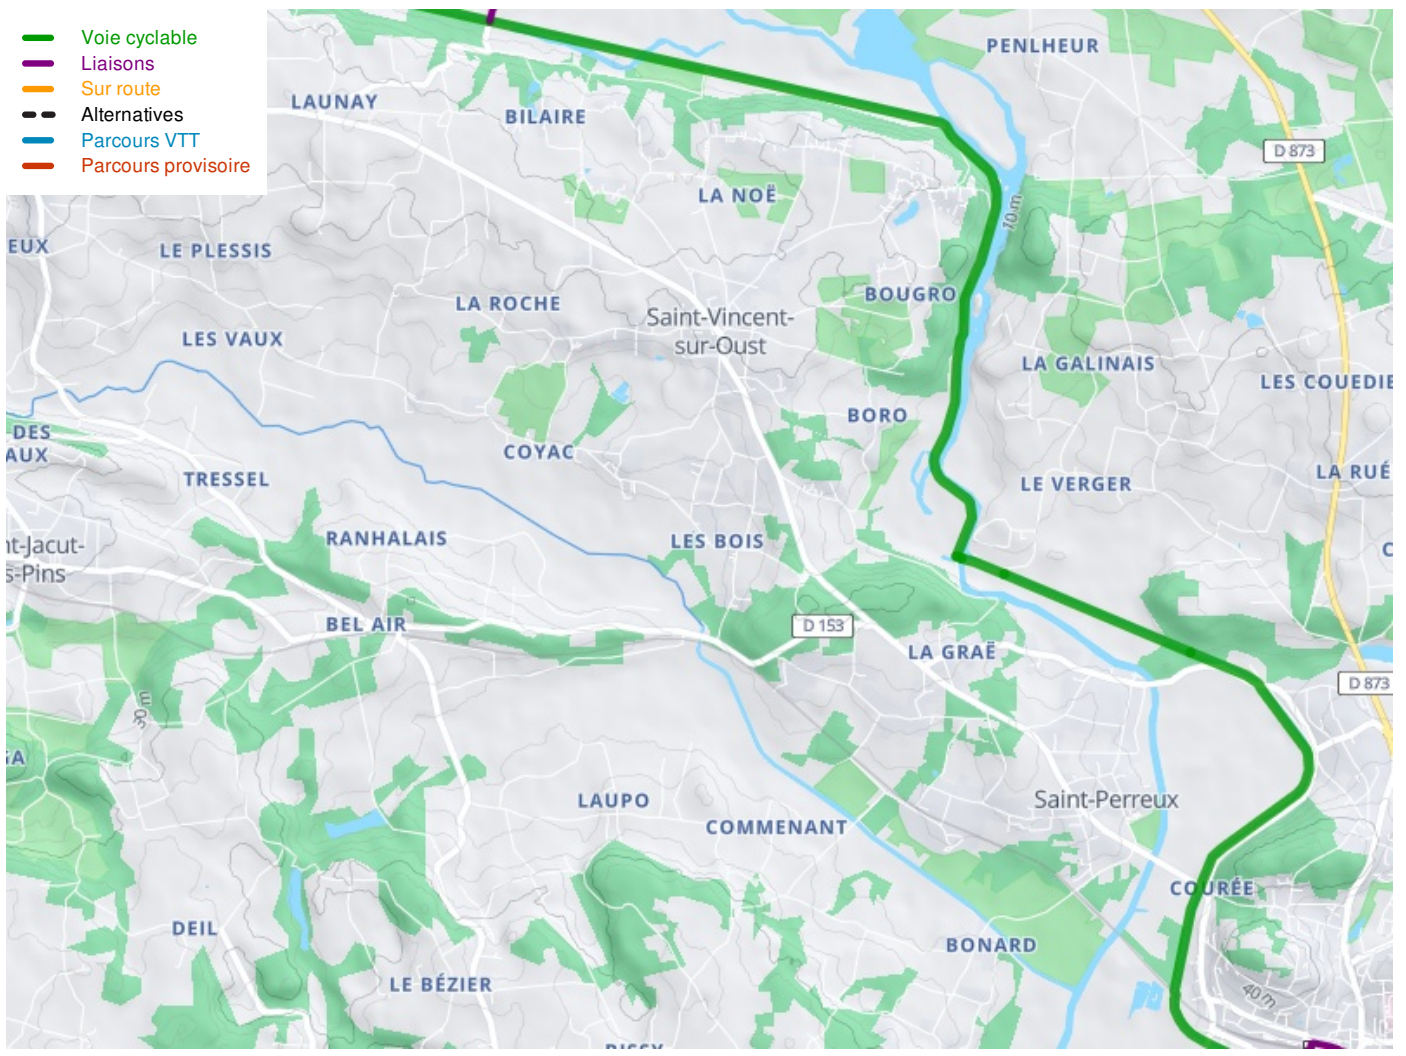 Voie cyclable
Liaisons
Sur route
Alternatives
Parcours VTT
Parcours provisoire
PENLHEUR
LAUNAY
BILAIRE
D 873
LA NOË
10 m
EUX
LE PLESSIS
BOUGRO
LA ROCHE
Saint-Vincent-
sur-Oust
LES VAUX
LA GALINAIS
LES COUEDIE
BORO
DES
AUX
COYAC
TRESSEL
LE VERGER
LA RUÉ
RANHALAIS
LES BOIS
nt-Jacut-
s-Pins
C
BEL AIR
D 153
LA GRAË
D 873
30 m
GA
LAUPO
Saint-Perreux
COMMENANT
COURÉE
DEIL
BONARD
LE BÉZIER
40 m